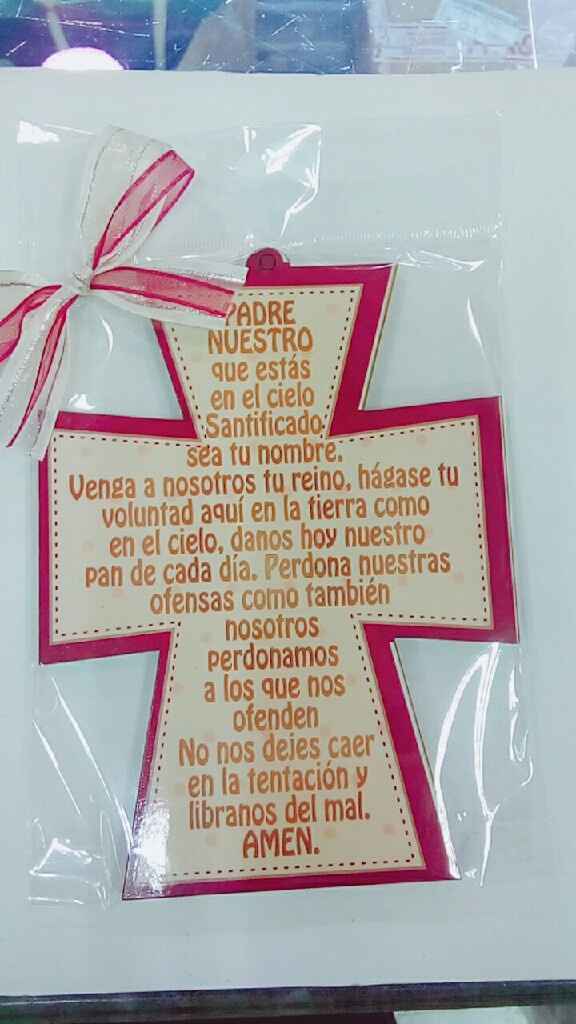 PADRE
NUESTRO
que estás
en el cielo
Santificado
sea tu nombre.
Venga a nosotros tu reino, hágase tu
voluntad aquí en la tierra como
en el cielo, danos hoy nuestro
pan de cada día. Perdona nuestras
ofensas como también
nosotros
perdonamos
a los que nos
ofenden
No nos dejes caer
en la tentación y
libranos del mal.
AMEN.